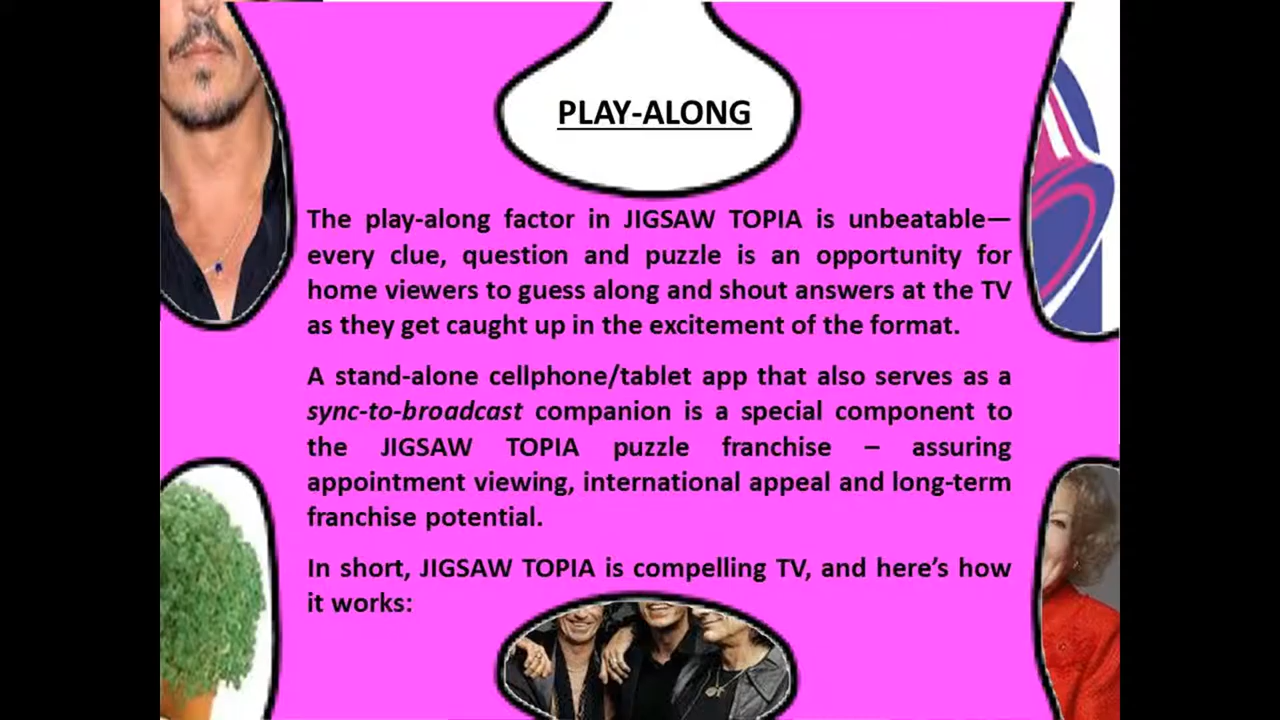 PLAY-ALONG
The play-along factor in JIGSAW TOPIA is unbeatable—
every clue, question and puzzle is an opportunity for
home viewers to guess along and shout answers at the TV
as they get caught up in the excitement of the format.
A stand-alone cellphone/tablet app that also serves as a
sync-to-broadcast companion is a special component to
the JIGSAW TOPIA puzzle franchise – assuring
appointment viewing, international appeal and long-term
franchise potential.
In short, JIGSAW TOPIA is compelling TV, and here’s how
it works: